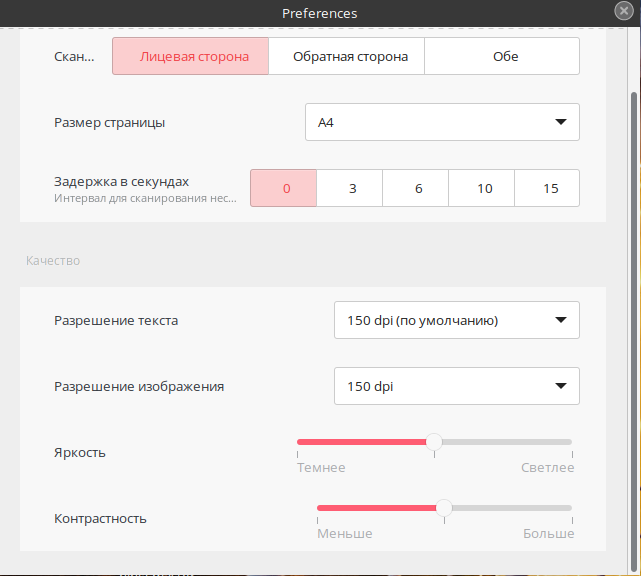 Preferences
Скан...
Лицевая сторона
Обратная сторона
Обе
Размер страницы
A4
Задержка в секундах
0
3
6
10
15
Интервал для сканирования нес...
Качество
Разрешение текста
150 dpi (по умолчанию)
Разрешение изображения
150 dpi
Яркость
Темнее
Светлее
Контрастность
Меньше
Больше